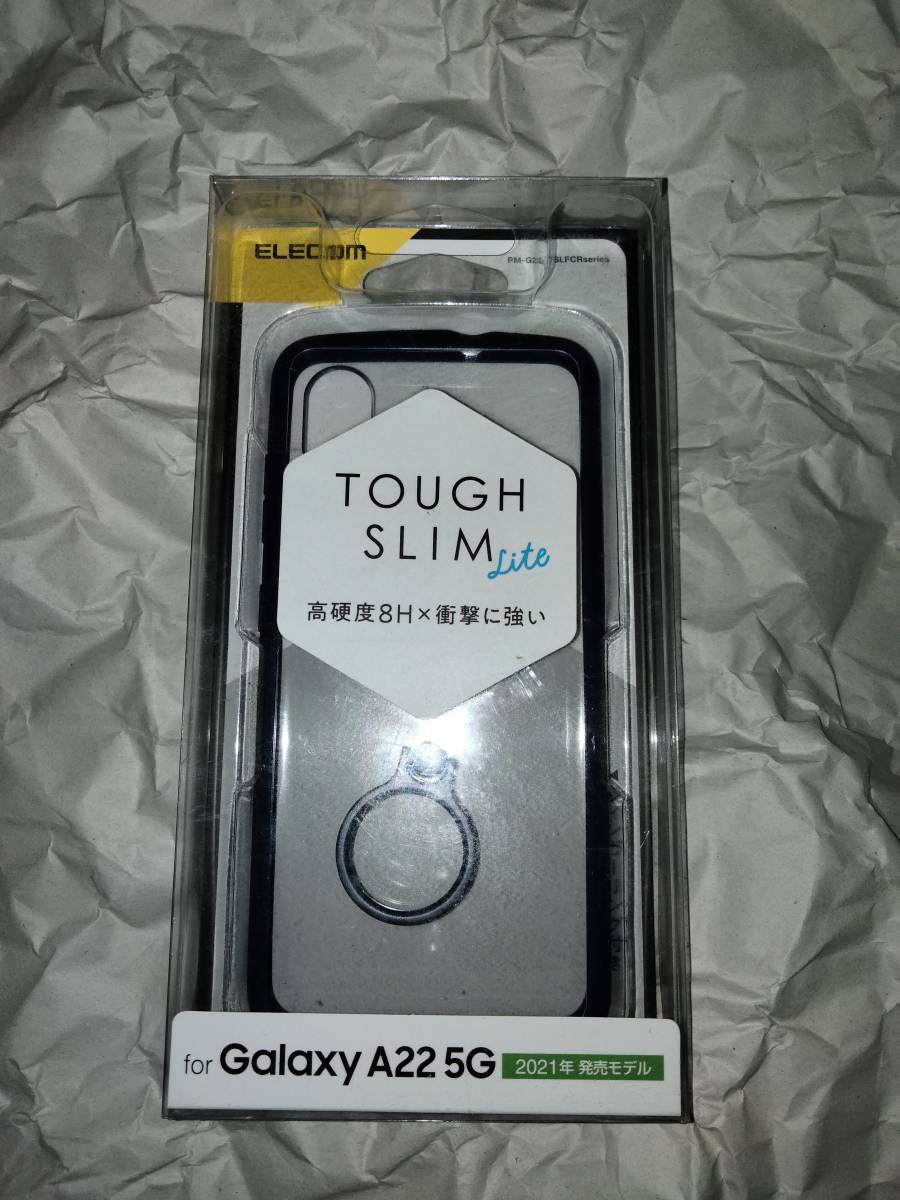 ELECOM
TOUGH
SLIM
Lite
高硬度8H×衝撃に強い
for Galaxy A22 5G 2021年 発売モデル